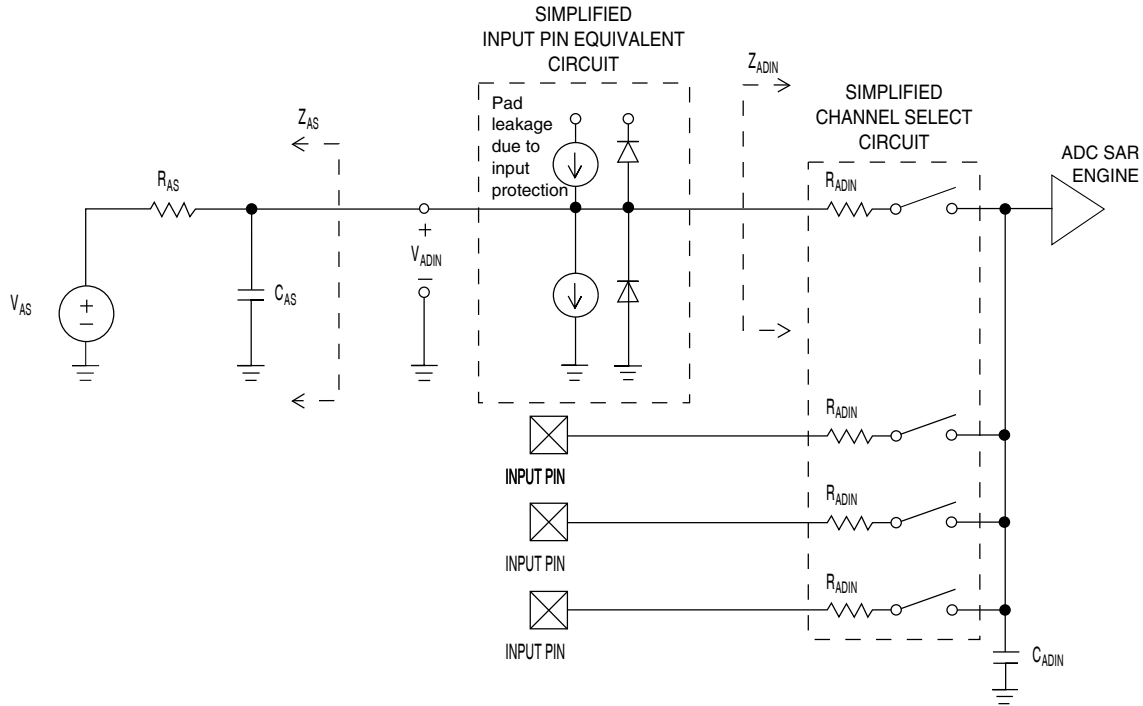 SIMPLIFIED
INPUT PIN EQUIVALENT
CIRCUIT
Pad
leakage
due to
input
protection
Z_AS
Z_ADIN
SIMPLIFIED
CHANNEL SELECT
CIRCUIT
ADC SAR
ENGINE
R_AS
R_ADIN
+
V_ADIN
–
V_AS
+
–
C_AS
R_ADIN
INPUT PIN
R_ADIN
INPUT PIN
R_ADIN
INPUT PIN
C_ADIN